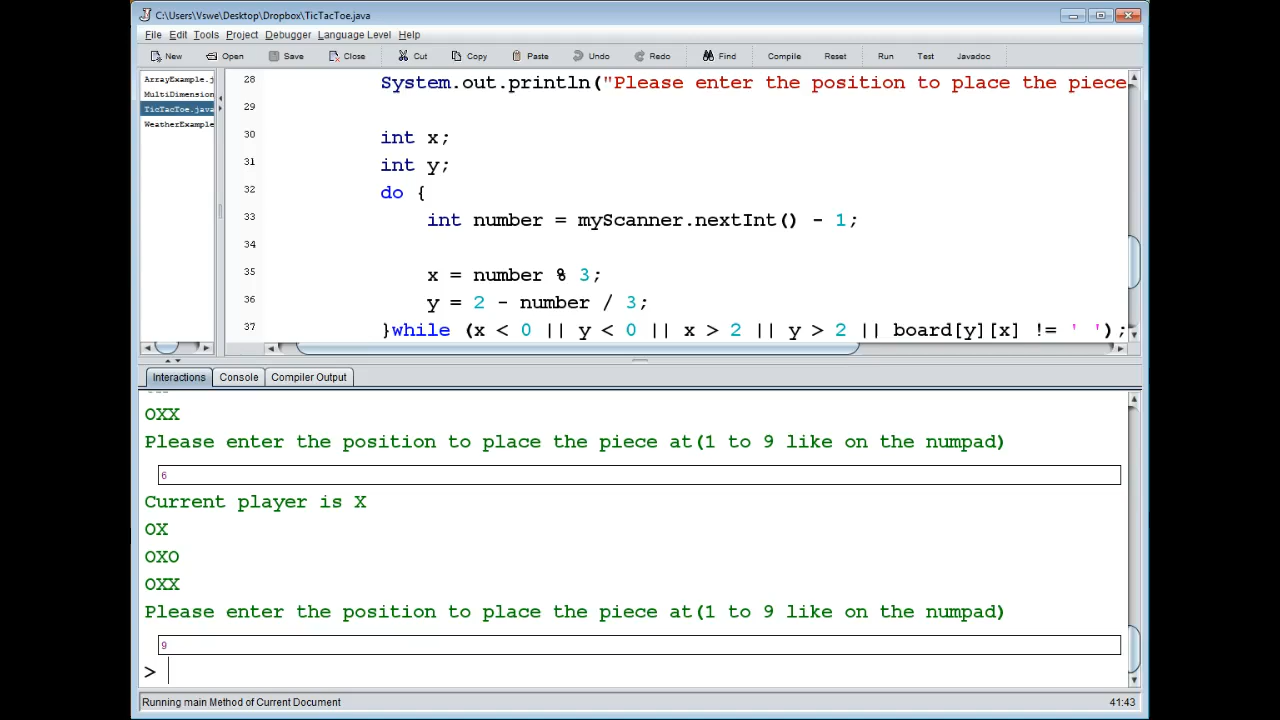 C:\Users\Vswe\Desktop\Dropbox\TicTacToe.java
File Edit Tools Project Debugger Language Level Help
New Open Save Close Cut Copy Paste Undo Redo Find Compile Reset Run Test Javadoc
ArrayExample.j
MultiDimension
TicTacToe.java
WeatherExample
28 System.out.println("Please enter the position to place the piece
29
30 int x;
31 int y;
32 do {
33 int number = myScanner.nextInt() - 1;
34
35 x = number % 3;
36 y = 2 - number / 3;
37 }while (x < 0 || y < 0 || x > 2 || y > 2 || board[y][x] != ' ');
Interactions Console Compiler Output
OXX
Please enter the position to place the piece at(1 to 9 like on the numpad)
6
Current player is X
OX
OXO
OXX
Please enter the position to place the piece at(1 to 9 like on the numpad)
9
>
Running main Method of Current Document 41:43